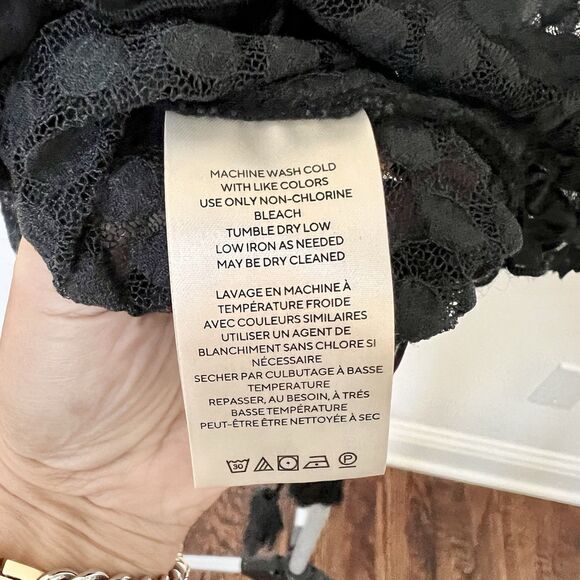 MACHINE WASH COLD
WITH LIKE COLORS
USE ONLY NON-CHLORINE
BLEACH
TUMBLE DRY LOW
LOW IRON AS NEEDED
MAY BE DRY CLEANED
LAVAGE EN MACHINE À
TEMPÉRATURE FROIDE
AVEC COULEURS SIMILAIRES
UTILISER UN AGENT DE
BLANCHIMENT SANS CHLORE SI
NÉCESSAIRE
SECHER PAR CULBUTAGE À BASSE
TEMPERATURE
REPASSER, AU BESOIN, À TRÉS
BASSE TEMPÉRATURE
PEUT-ÊTRE ÊTRE NETTOYÉE À SEC
30 P